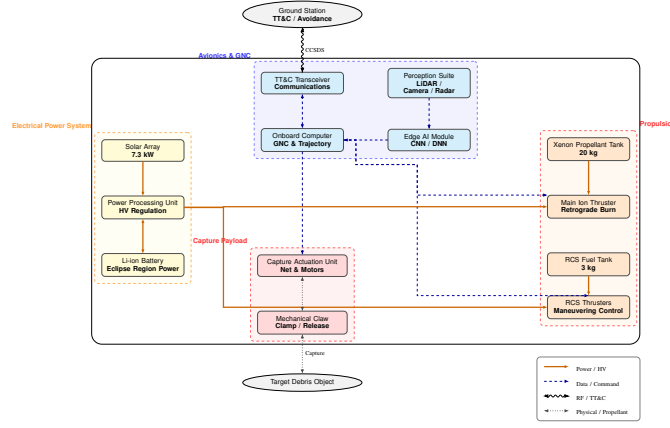 Ground Station
TT&C / Avoidance
CCSDS
Avionics & GNC
TT&C Transceiver
Communications
Perception Suite
LiDAR /
Camera / Radar
Electrical Power System
Propulsio
Solar Array
7.3 kW
Onboard Computer
GNC & Trajectory
Edge AI Module
CNN / DNN
Xenon Propellant Tank
20 kg
Power Processing Unit
HV Regulation
Main Ion Thruster
Retrograde Burn
Capture Payload
Li-ion Battery
Eclipse Region Power
Capture Actuation Unit
Net & Motors
RCS Fuel Tank
3 kg
Mechanical Claw
Clamp / Release
RCS Thrusters
Maneuvering Control
Capture
Target Debris Object
Power / HV
Data / Command
RF / TT&C
Physical / Propellant